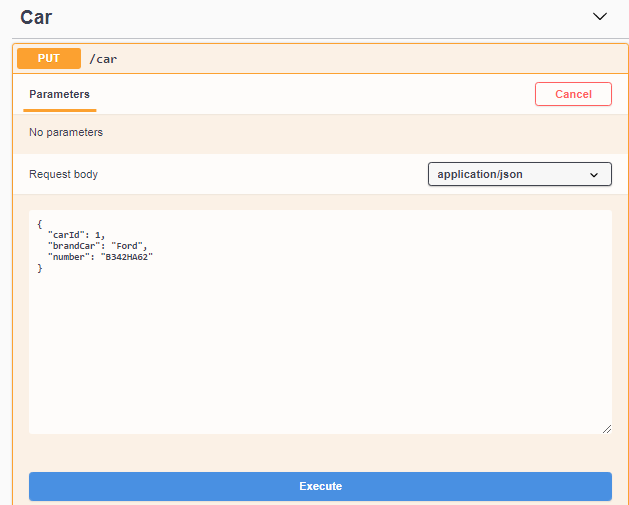 Car
PUT /car
Parameters Cancel
No parameters
Request body application/json
{
"carId": 1,
"brandCar": "Ford",
"number": "B342HA62"
}
Execute